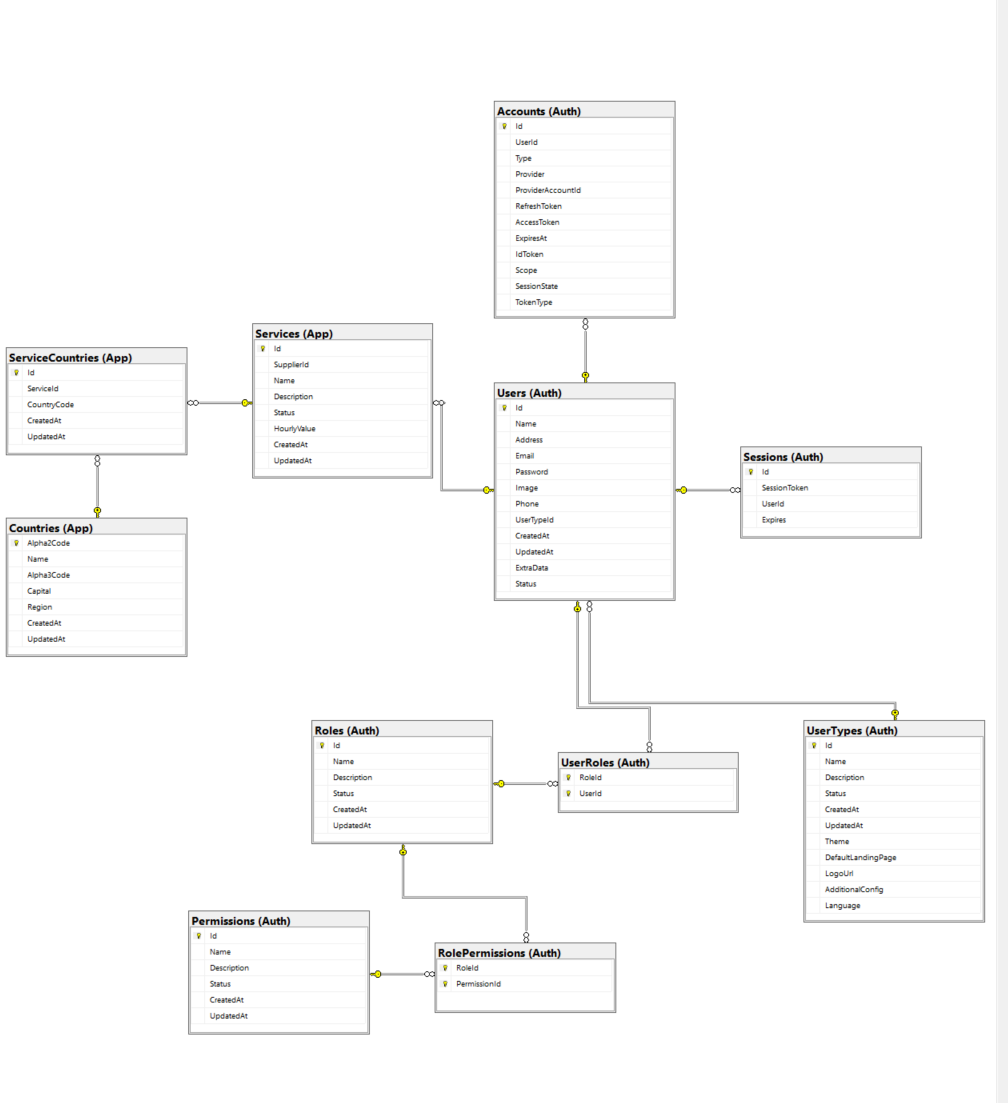 Accounts (Auth)
Id
UserId
Type
Provider
ProviderAccountId
RefreshToken
AccessToken
ExpiresAt
IdToken
Scope
SessionState
TokenType
Services (App)
Id
SupplierId
Name
Description
Status
HourlyValue
CreatedAt
UpdatedAt
ServiceCountries (App)
Id
ServiceId
CountryCode
CreatedAt
UpdatedAt
Users (Auth)
Id
Name
Address
Email
Password
Image
Phone
UserTypeId
CreatedAt
UpdatedAt
ExtraData
Status
Sessions (Auth)
Id
SessionToken
UserId
Expires
Countries (App)
Alpha2Code
Name
Alpha3Code
Capital
Region
CreatedAt
UpdatedAt
Roles (Auth)
Id
Name
Description
Status
CreatedAt
UpdatedAt
UserRoles (Auth)
RoleId
UserId
UserTypes (Auth)
Id
Name
Description
Status
CreatedAt
UpdatedAt
Theme
DefaultLandingPage
LogoUrl
AdditionalConfig
Language
Permissions (Auth)
Id
Name
Description
Status
CreatedAt
UpdatedAt
RolePermissions (Auth)
RoleId
PermissionId